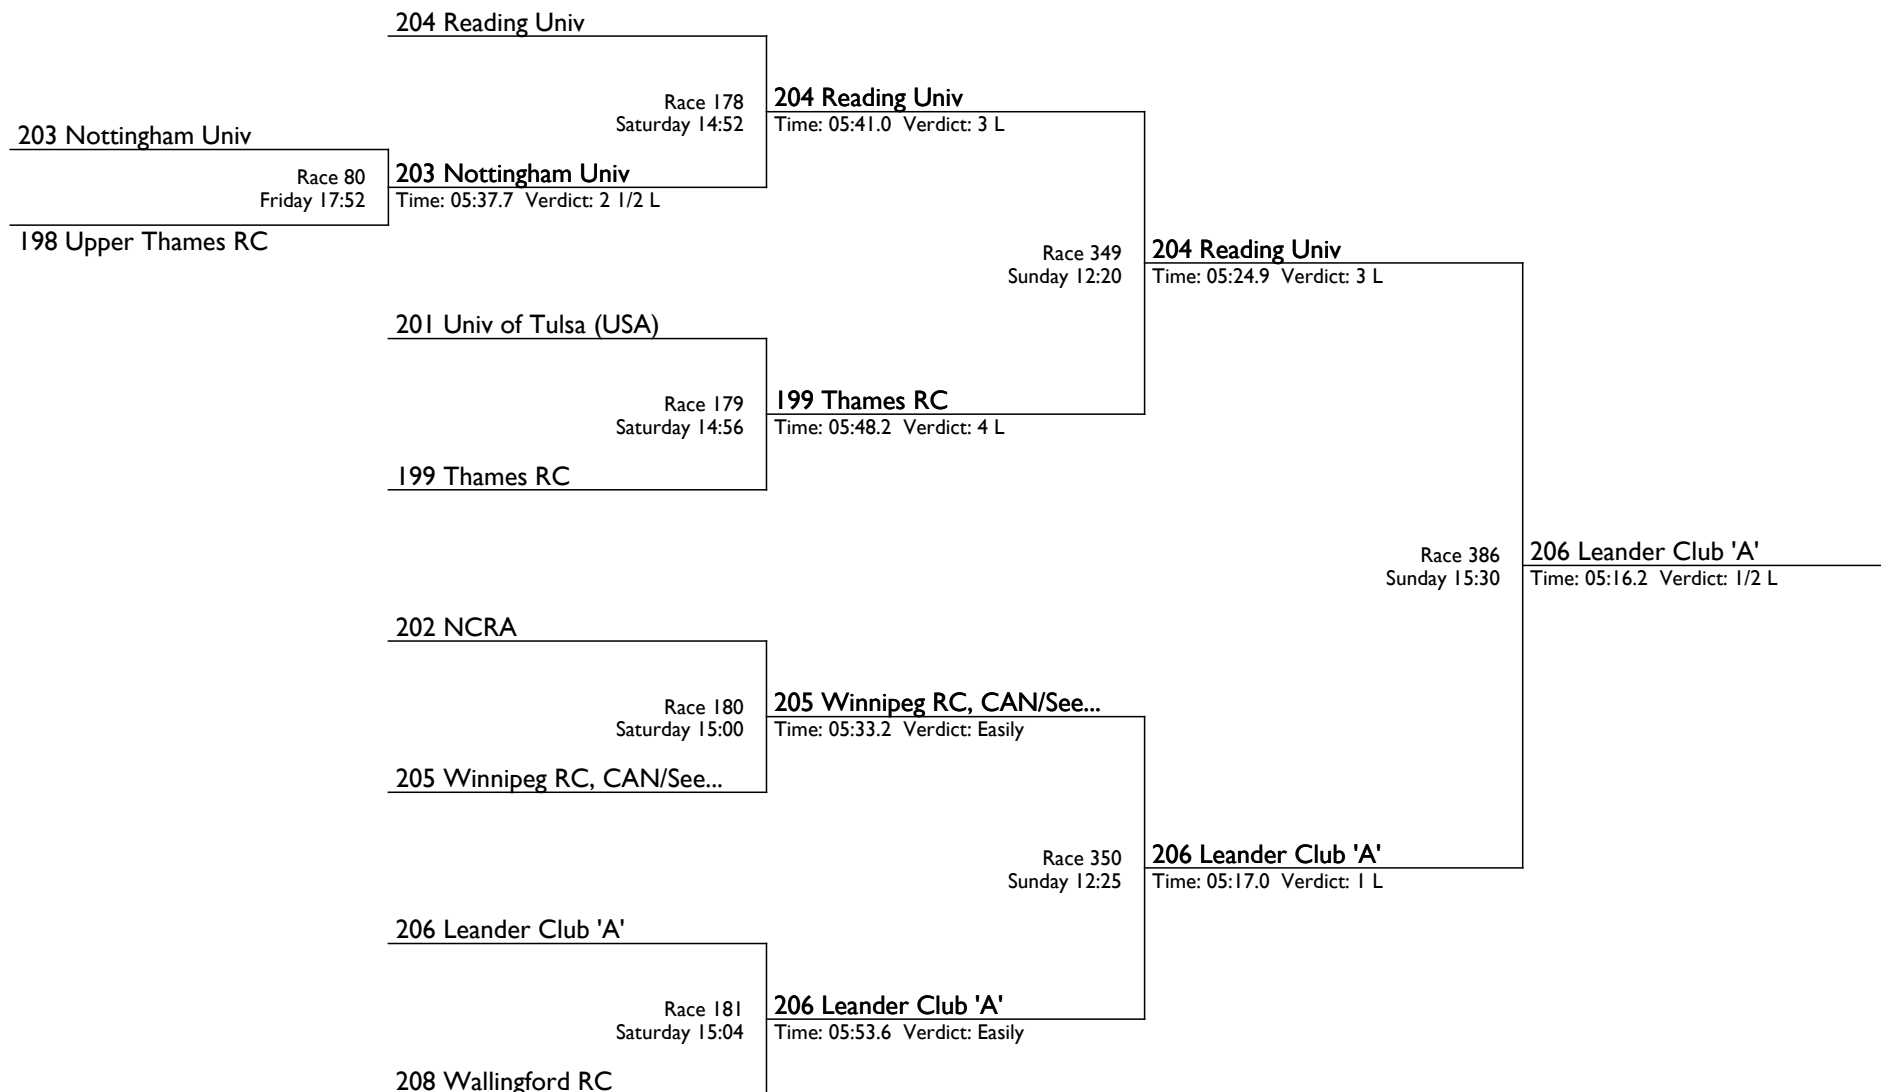 204 Reading Univ
Race 178
Saturday 14:52
204 Reading Univ
Time: 05:41.0 Verdict: 3 L
203 Nottingham Univ
Race 80
Friday 17:52
203 Nottingham Univ
Time: 05:37.7 Verdict: 2 1/2 L
198 Upper Thames RC
Race 349
Sunday 12:20
204 Reading Univ
Time: 05:24.9 Verdict: 3 L
201 Univ of Tulsa (USA)
Race 179
Saturday 14:56
199 Thames RC
Time: 05:48.2 Verdict: 4 L
199 Thames RC
Race 386
Sunday 15:30
206 Leander Club 'A'
Time: 05:16.2 Verdict: 1/2 L
202 NCRA
Race 180
Saturday 15:00
205 Winnipeg RC, CAN/See...
Time: 05:33.2 Verdict: Easily
205 Winnipeg RC, CAN/See...
Race 350
Sunday 12:25
206 Leander Club 'A'
Time: 05:17.0 Verdict: 1 L
206 Leander Club 'A'
Race 181
Saturday 15:04
206 Leander Club 'A'
Time: 05:53.6 Verdict: Easily
208 Wallingford RC